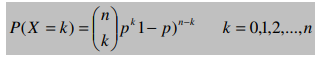 P(X = k) = (n k) p^k 1 − p)^{n−k} k = 0,1,2,...,n